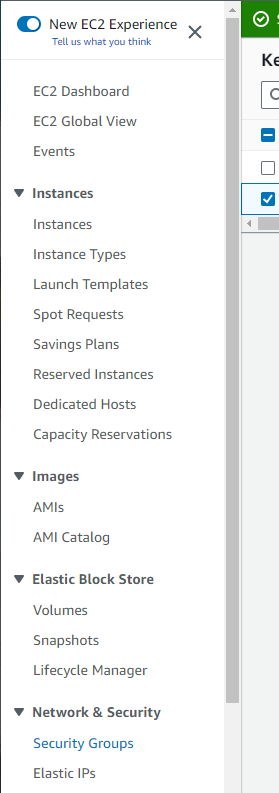 New EC2 Experience
Tell us what you think
EC2 Dashboard
EC2 Global View
Events
Instances
Instances
Instance Types
Launch Templates
Spot Requests
Savings Plans
Reserved Instances
Dedicated Hosts
Capacity Reservations
Images
AMIs
AMI Catalog
Elastic Block Store
Volumes
Snapshots
Lifecycle Manager
Network & Security
Security Groups
Elastic IPs